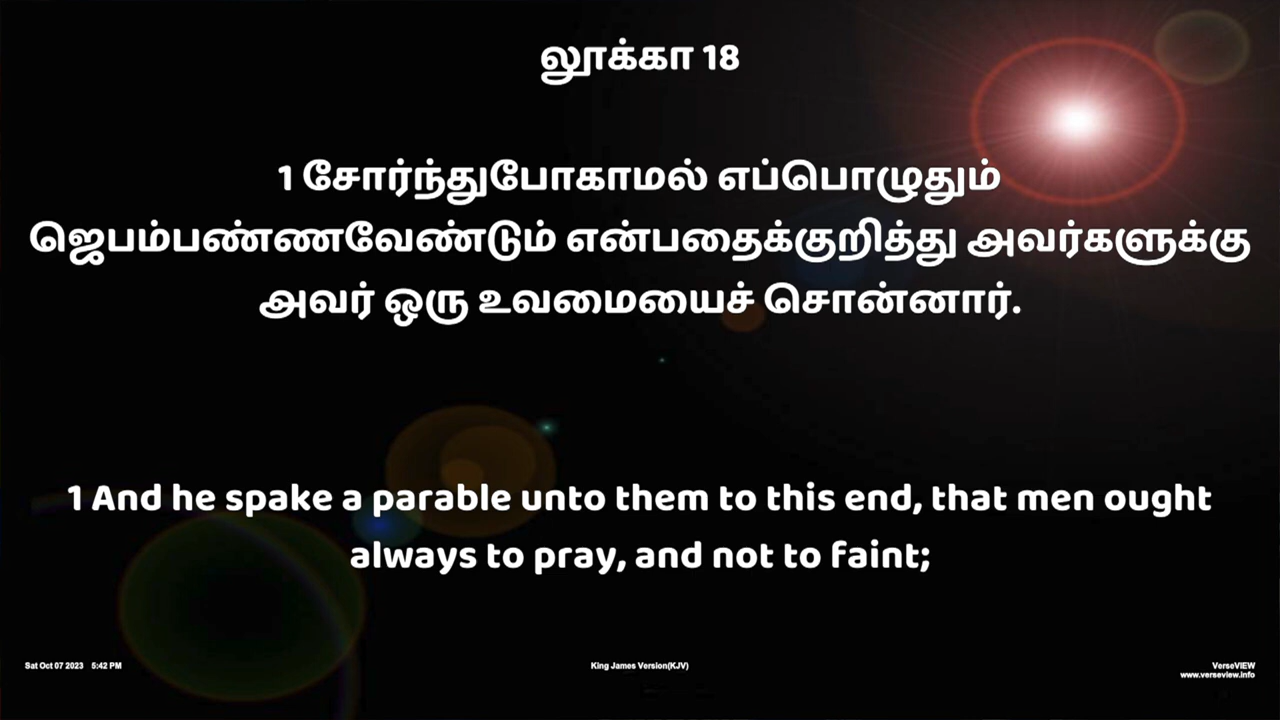 லூக்கா 18
1 சோர்ந்துபோகாமல் எப்பொழுதும்
ஜெபம்பண்ணவேண்டும் என்பதைக்குறித்து அவர்களுக்கு
அவர் ஒரு உவமையைச் சொன்னார்.
1 And he spake a parable unto them to this end, that men ought
always to pray, and not to faint;
Sat Oct 07 2023 5:42 PM
King James Version(KJV)
VerseVIEW
www.verseview.info